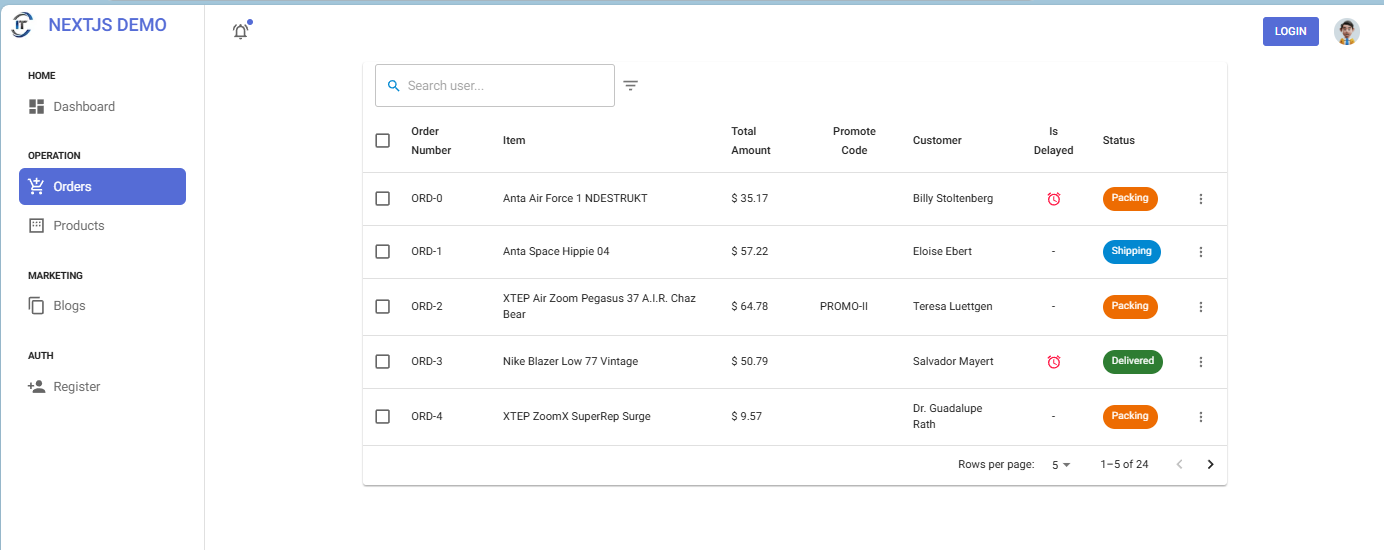 IT
NEXTJS DEMO
LOGIN
HOME
Dashboard
OPERATION
Orders
Products
MARKETING
Blogs
AUTH
Register
Search user...
Order Number Item Total Amount Promote Code Customer Is Delayed Status
ORD-0 Anta Air Force 1 NDESTRUKT $ 35.17 Billy Stoltenberg Packing
ORD-1 Anta Space Hippie 04 $ 57.22 Eloise Ebert - Shipping
ORD-2 XTEP Air Zoom Pegasus 37 A.I.R. Chaz Bear $ 64.78 PROMO-II Teresa Luettgen - Packing
ORD-3 Nike Blazer Low 77 Vintage $ 50.79 Salvador Mayert Delivered
ORD-4 XTEP ZoomX SuperRep Surge $ 9.57 Dr. Guadalupe Rath - Packing
Rows per page: 5 1–5 of 24